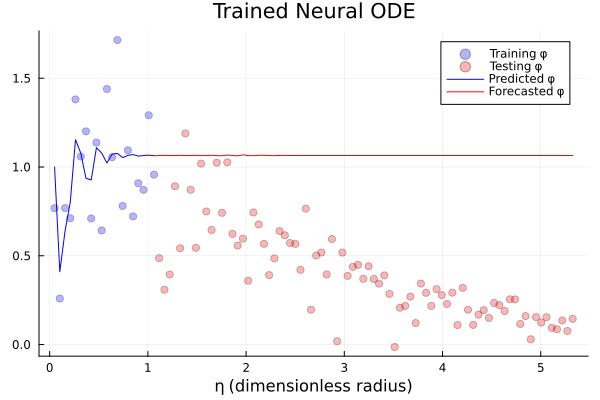 Trained Neural ODE
Training φ
Testing φ
Predicted φ
Forecasted φ
1.5
1.0
0.5
0.0
0 1 2 3 4 5
η (dimensionless radius)